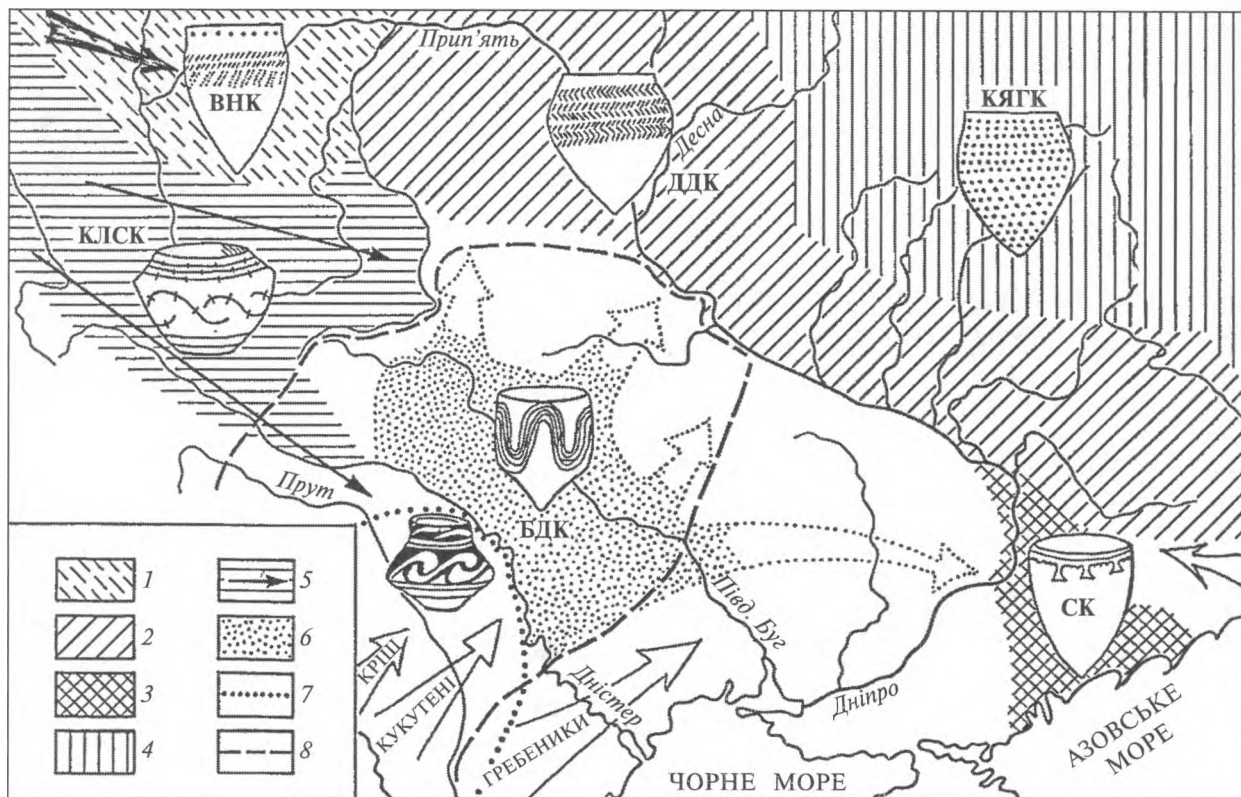 Прип'ять
ВНК
КЯГК
Десна
ДДК
КЛСК
Прут
БДК
Півд Буг
СК
КРІШ
КУКУТЕНІ
ГРЕБЕНИКИ
Дністер
Дніпро
АЗОВСЬКЕ
МОРЕ
ЧОРНЕ МОРЕ
1
5
2
6
3
7
4
8